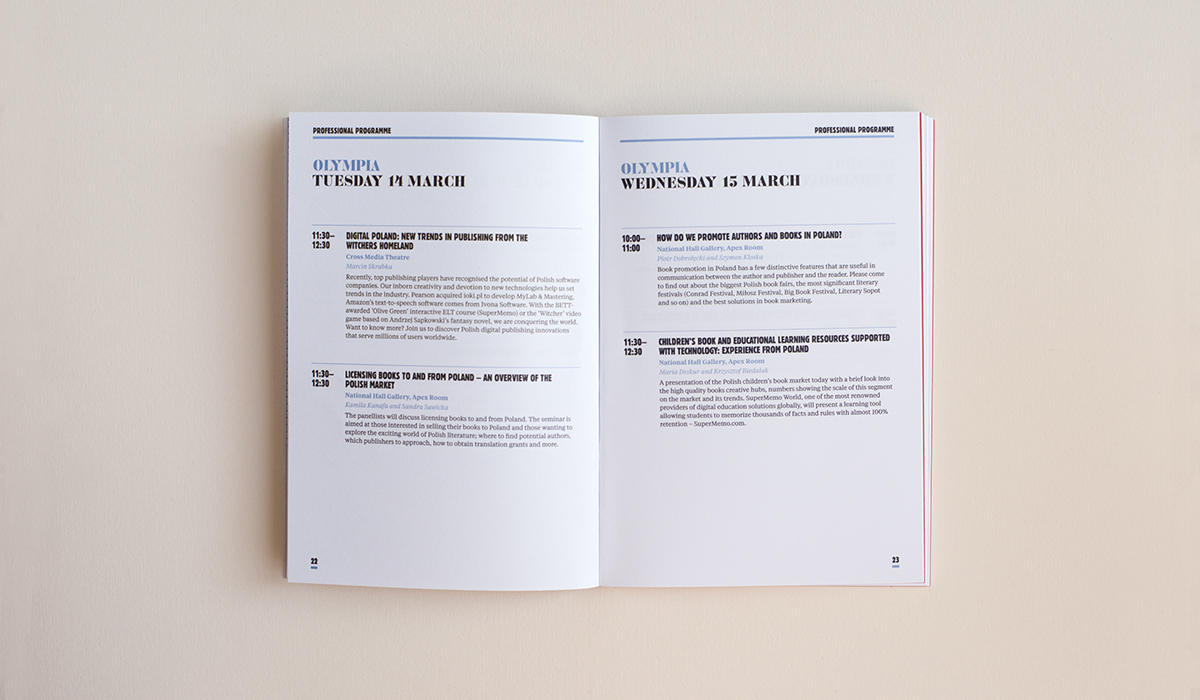 PROFESSIONAL PROGRAMME
OLYMPIA
TUESDAY 14 MARCH
11:30–
12:30
DIGITAL POLAND: NEW TRENDS IN PUBLISHING FROM THE
WITCHERS HOMELAND
Cross Media Theatre
Marcin Skrabka
Recently, top publishing players have recognised the potential of Polish software
companies. Our inborn creativity and devotion to new technologies help us set
trends in the industry. Pearson acquired ioki.pl to develop MyLab & Mastering,
Amazon's text-to-speech software comes from Ivona Software. With the BETT-
awarded 'Olive Green' interactive ELT course (SuperMemo) or the 'Witcher' video
game based on Andrzej Sapkowski's fantasy novel, we are conquering the world.
Want to know more? Join us to discover Polish digital publishing innovations
that serve millions of users worldwide.
11:30–
12:30
LICENSING BOOKS TO AND FROM POLAND – AN OVERVIEW OF THE
POLISH MARKET
National Hall Gallery, Apex Room
Kamila Kanafa and Sandra Sawicka
The panellists will discuss licensing books to and from Poland. The seminar is
aimed at those interested in selling their books to Poland and those wanting to
explore the exciting world of Polish literature; where to find potential authors,
which publishers to approach, how to obtain translation grants and more.
22
PROFESSIONAL PROGRAMME
OLYMPIA
WEDNESDAY 15 MARCH
10:00–
11:00
HOW DO WE PROMOTE AUTHORS AND BOOKS IN POLAND?
National Hall Gallery, Apex Room
Piotr Dobrołęcki and Szymon Kloska
Book promotion in Poland has a few distinctive features that are useful in
communication between the author and publisher and the reader. Please come
to find out about the biggest Polish book fairs, the most significant literary
festivals (Conrad Festival, Miłosz Festival, Big Book Festival, Literary Sopot
and so on) and the best solutions in book marketing.
11:30–
12:30
CHILDREN'S BOOK AND EDUCATIONAL LEARNING RESOURCES SUPPORTED
WITH TECHNOLOGY: EXPERIENCE FROM POLAND
National Hall Gallery, Apex Room
Maria Deskur and Krzysztof Biedalak
A presentation of the Polish children's book market today with a brief look into
the high quality books creative hubs, numbers showing the scale of this segment
on the market and its trends. SuperMemo World, one of the most renowned
providers of digital education solutions globally, will present a learning tool
allowing students to memorize thousands of facts and rules with almost 100%
retention – SuperMemo.com.
23